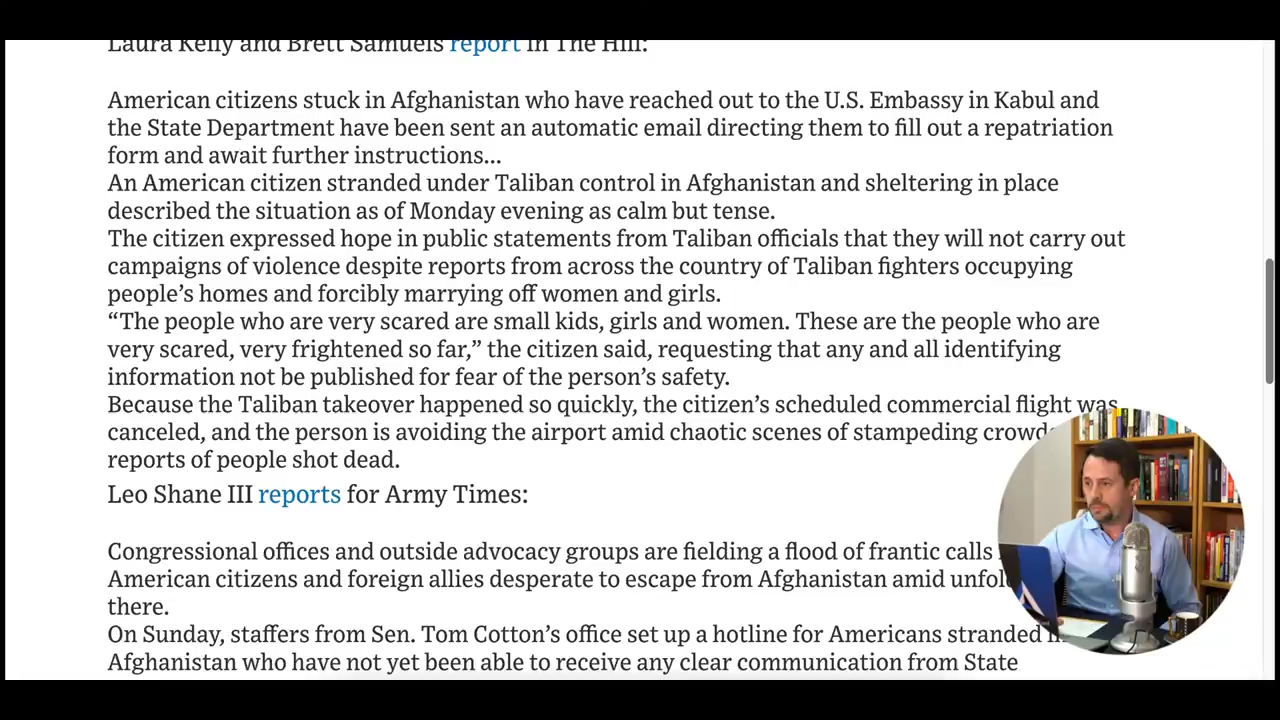 Laura Kelly and Brett Samuels report in The Hill:
American citizens stuck in Afghanistan who have reached out to the U.S. Embassy in Kabul and
the State Department have been sent an automatic email directing them to fill out a repatriation
form and await further instructions…
An American citizen stranded under Taliban control in Afghanistan and sheltering in place
described the situation as of Monday evening as calm but tense.
The citizen expressed hope in public statements from Taliban officials that they will not carry out
campaigns of violence despite reports from across the country of Taliban fighters occupying
people’s homes and forcibly marrying off women and girls.
“The people who are very scared are small kids, girls and women. These are the people who are
very scared, very frightened so far,” the citizen said, requesting that any and all identifying
information not be published for fear of the person’s safety.
Because the Taliban takeover happened so quickly, the citizen’s scheduled commercial flight was
canceled, and the person is avoiding the airport amid chaotic scenes of stampeding
reports of people shot dead.
Leo Shane III reports for Army Times:
Congressional offices and outside advocacy groups are fielding a flood of frantic calls
American citizens and foreign allies desperate to escape from Afghanistan amid
there.
On Sunday, staffers from Sen. Tom Cotton’s office set up a hotline for Americans stranded
Afghanistan who have not yet been able to receive any clear communication from State